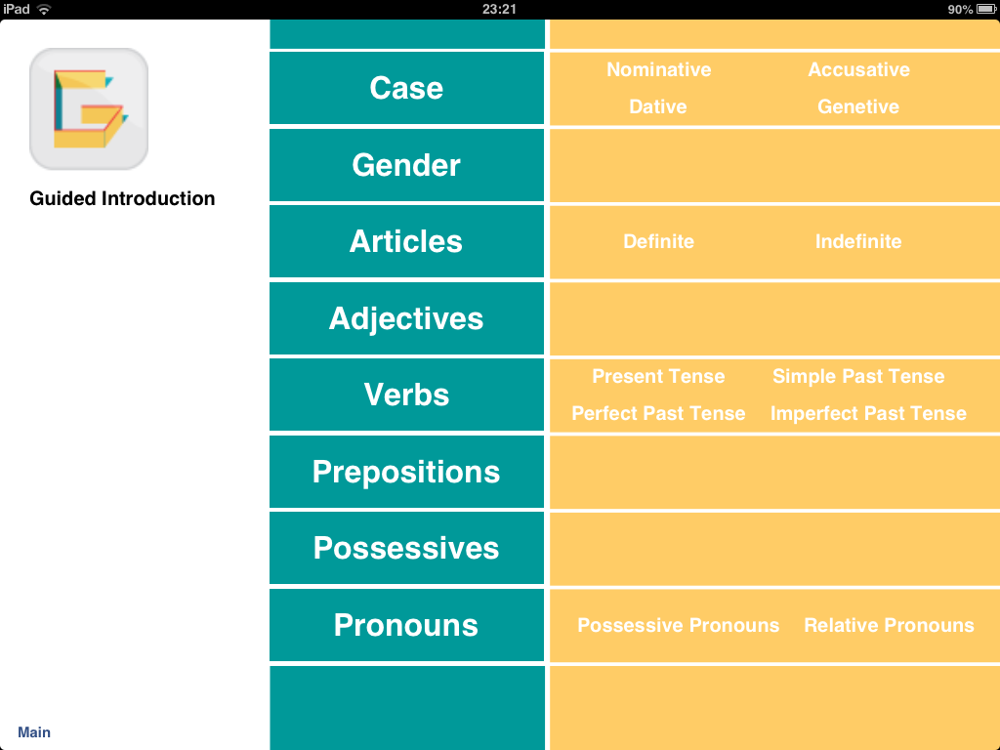 iPad 23:21 90%
Guided Introduction
Case
Nominative Accusative
Dative Genetive
Gender
Articles
Definite Indefinite
Adjectives
Verbs
Present Tense Simple Past Tense
Perfect Past Tense Imperfect Past Tense
Prepositions
Possessives
Pronouns
Possessive Pronouns Relative Pronouns
Main